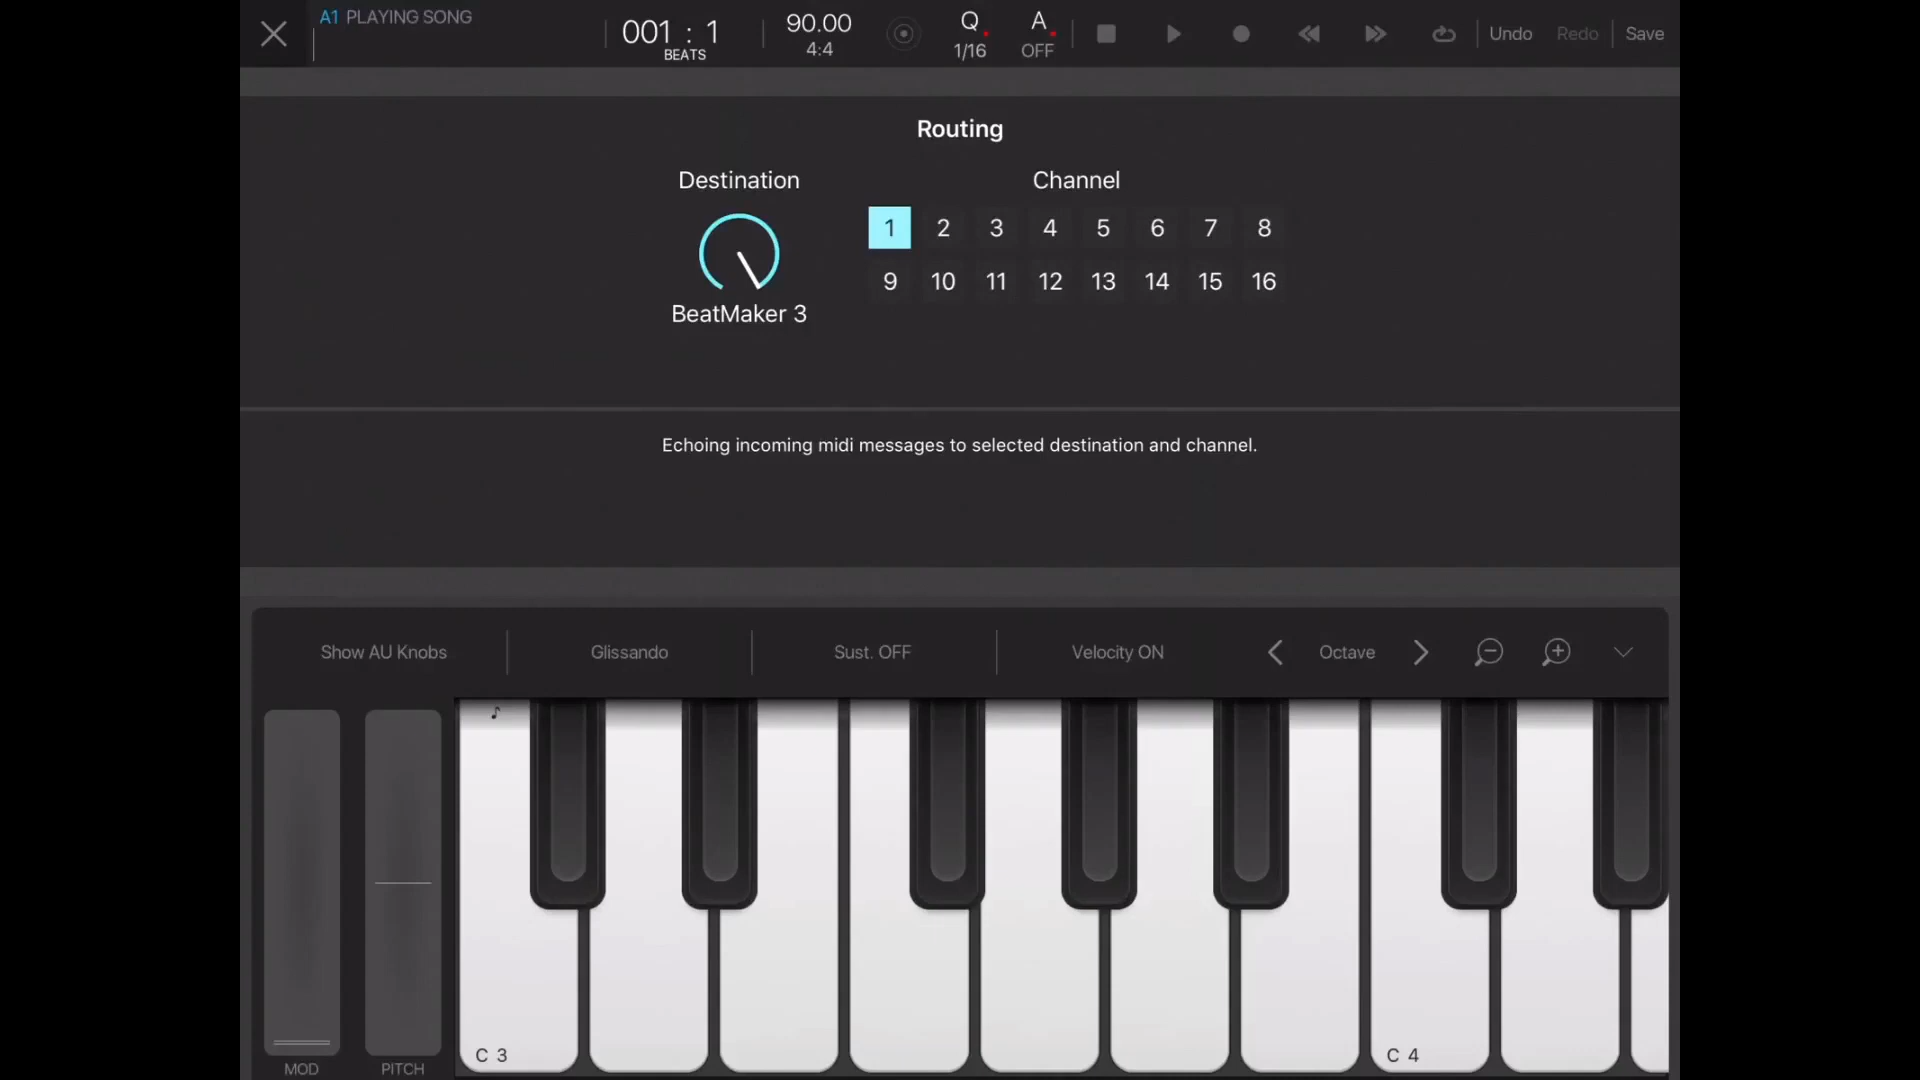 A1 PLAYING SONG
001 : 1
BEATS
90.00
4:4
Q
1/16
A
OFF
Undo
Redo
Save
Routing
Destination
Channel
1 2 3 4 5 6 7 8
9 10 11 12 13 14 15 16
BeatMaker 3
Echoing incoming midi messages to selected destination and channel.
Show AU Knobs
Glissando
Sust. OFF
Velocity ON
Octave
C 3
C 4
MOD
PITCH